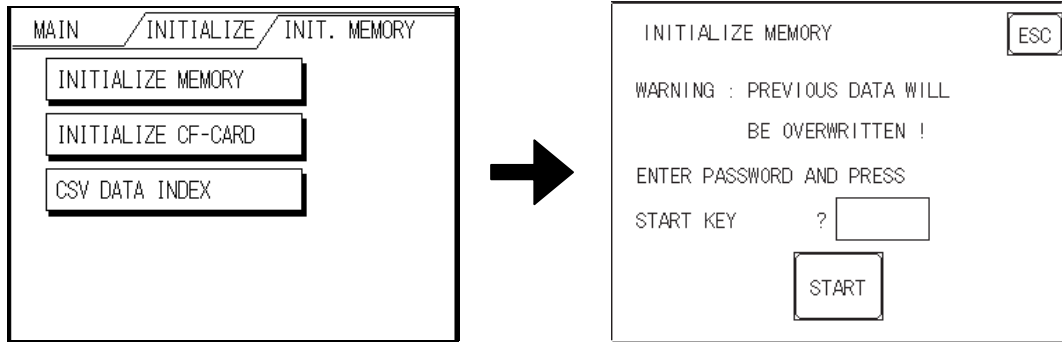 MAIN
INITIALIZE
INIT. MEMORY
INITIALIZE MEMORY
INITIALIZE CF-CARD
CSV DATA INDEX
INITIALIZE MEMORY
ESC
WARNING : PREVIOUS DATA WILL
BE OVERWRITTEN !
ENTER PASSWORD AND PRESS
START KEY ?
START